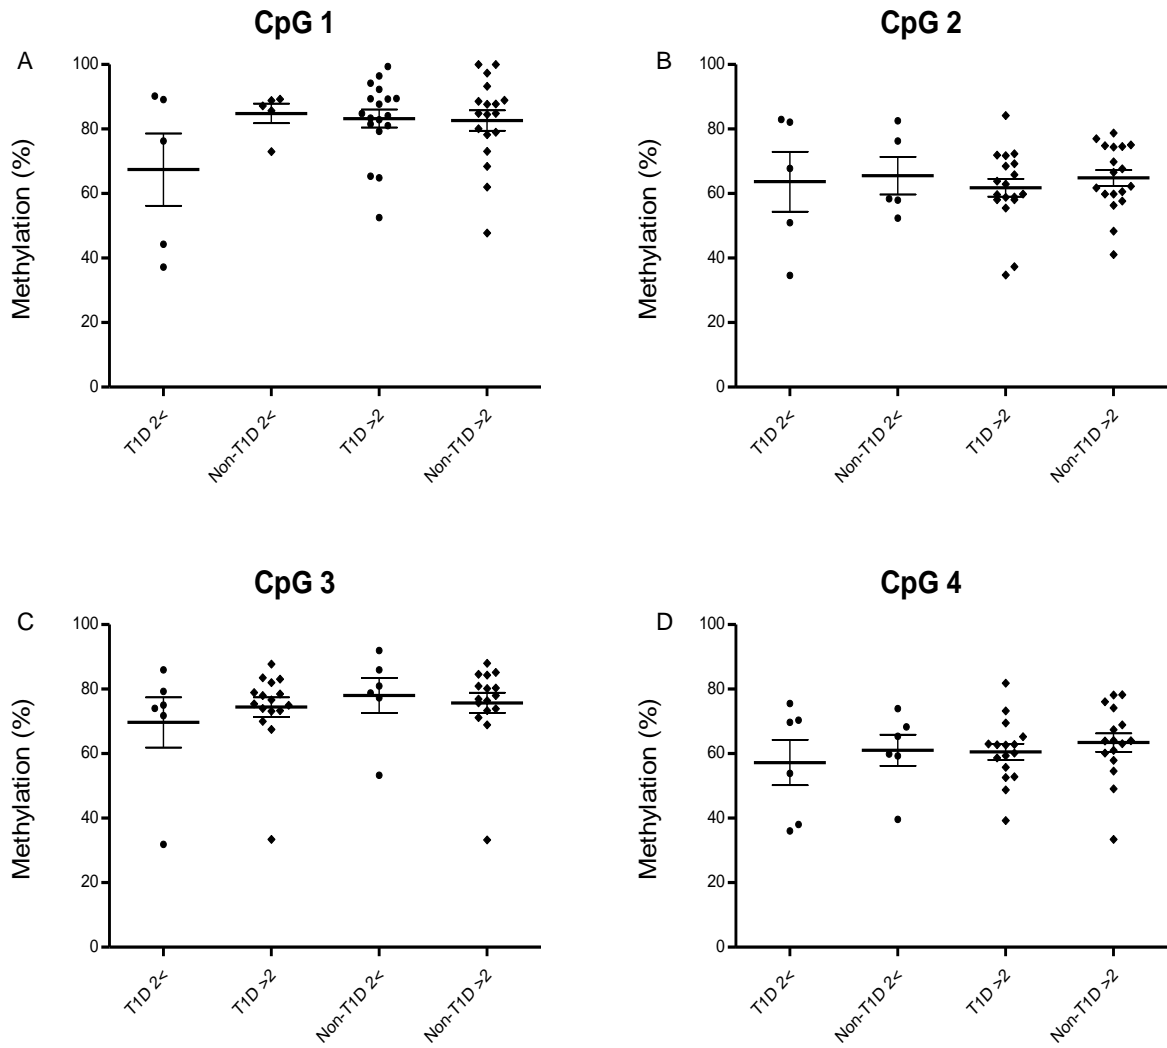 CpG 1
A
100
80
60
40
20
0
Methylation (%)
T1D 2<
Non-T1D 2<
T1D >2
Non-T1D >2
CpG 2
B
100
80
60
40
20
0
Methylation (%)
T1D 2<
Non-T1D 2<
T1D >2
Non-T1D >2
CpG 3
C
100
80
60
40
20
0
Methylation (%)
T1D 2<
T1D >2
Non-T1D 2<
Non-T1D >2
CpG 4
D
100
80
60
40
20
0
Methylation (%)
T1D 2<
Non-T1D 2<
T1D >2
Non-T1D >2